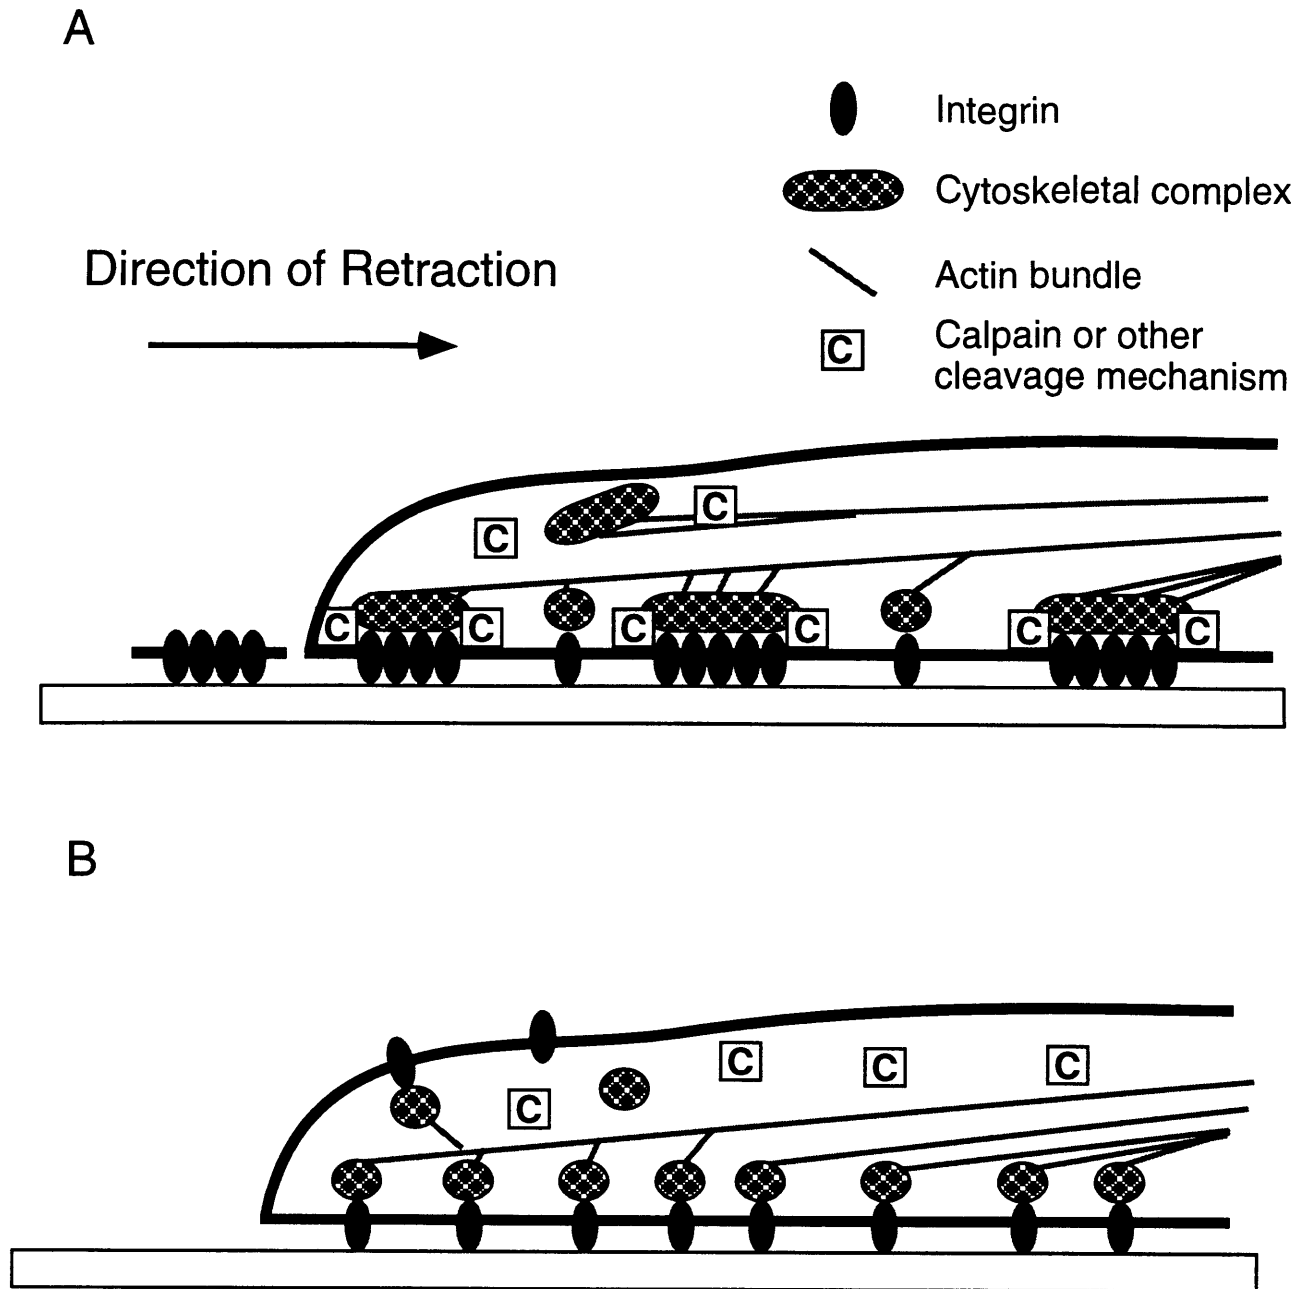 A
Integrin
Cytoskeletal complex
Direction of Retraction
Actin bundle
C
Calpain or other
cleavage mechanism
C
C
C
C
C
C
C
C
B
C
C
C
C